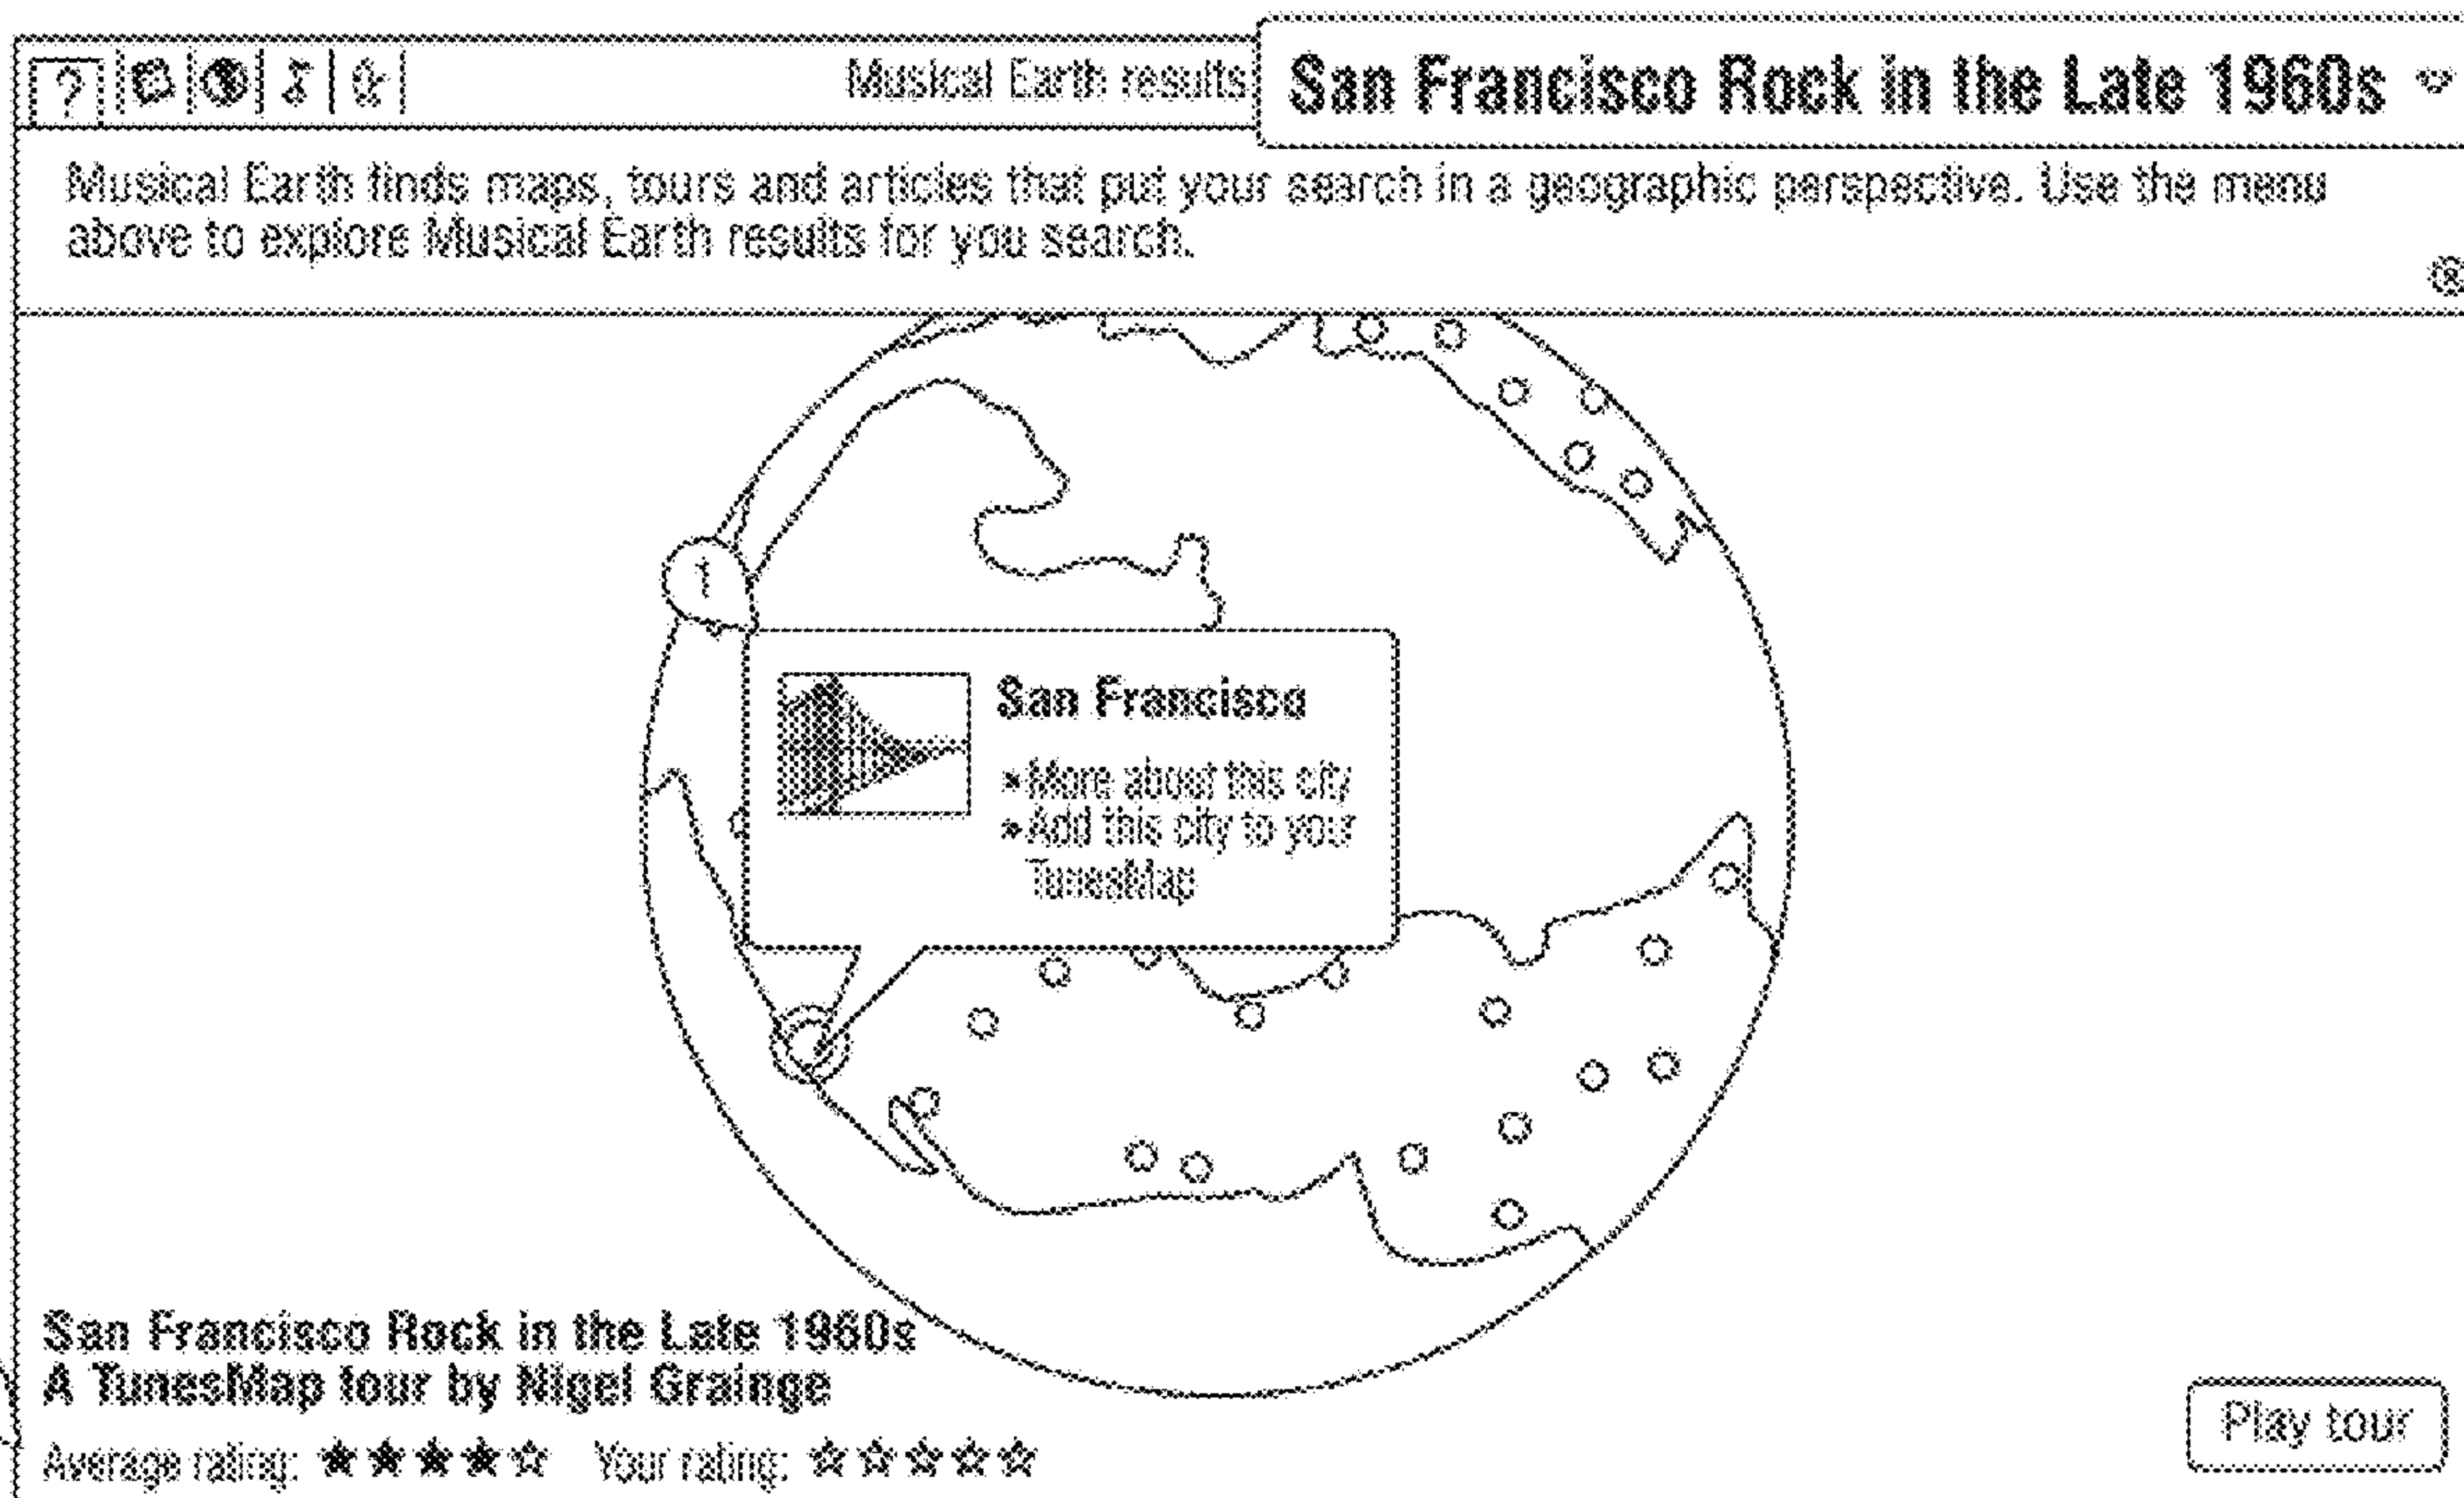 ?
Musical Earth results:
San Francisco Rock in the Late 1960s
Musical Earth finds maps, tours and articles that put your search in a geographic perspective. Use the menu
above to explore Musical Earth results for you search.
1
San Francisco
More about this city
Add this city to your
TunesMap
San Francisco Rock in the Late 1960s
A TunesMap tour by Nigel Grainge
Average rating: ★★★★☆ Your rating: ☆☆☆☆☆
Play tour